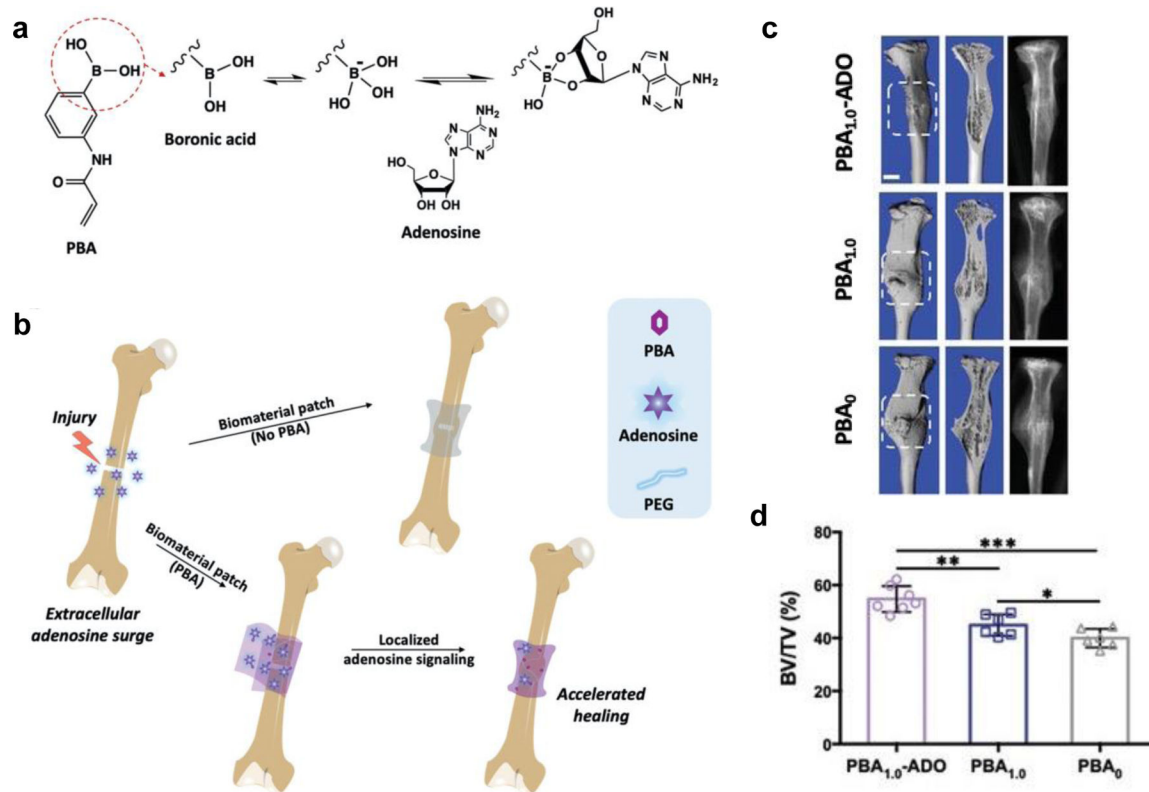 a
HO
B
OH
NH
O
PBA
B
OH
OH
Boronic acid
B
-
OH
OH
HO
NH2
N
N
N
N
HO
O
OH OH
Adenosine
OH
O
O
B
-
O
HO
N
N
N
N
NH2
b
Injury
Extracellular
adenosine surge
Biomaterial patch
(No PBA)
Biomaterial patch
(PBA)
Localized
adenosine signaling
Accelerated
healing
PBA
Adenosine
PEG
c
PBA1.0-ADO
PBA1.0
PBA0
d
BV/TV (%)
80
60
40
20
0
***
**
*
PBA1.0-ADO
PBA1.0
PBA0